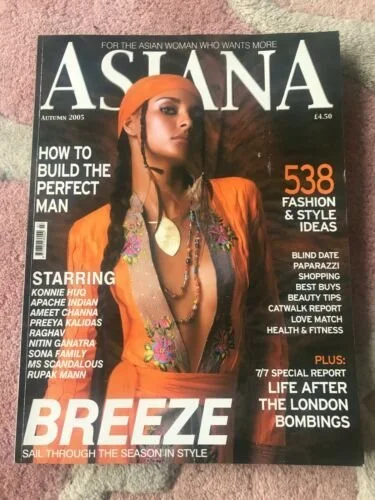 FOR THE ASIAN WOMAN WHO WANTS MORE
ASIANA
AUTUMN 2005
£4.50
HOW TO
BUILD THE
PERFECT
MAN
538
FASHION
& STYLE
IDEAS
BLIND DATE
PAPARAZZI
SHOPPING
BEST BUYS
BEAUTY TIPS
CATWALK REPORT
LOVE MATCH
HEALTH & FITNESS
STARRING
KONNIE HUQ
APACHE INDIAN
AMEET CHANNA
PREEYA KALIDAS
RAGHAV
NITIN GANATRA
SONA FAMILY
MS SCANDALOUS
RUPAK MANN
PLUS:
7/7 SPECIAL REPORT
LIFE AFTER
THE LONDON
BOMBINGS
BREEZE
SAIL THROUGH THE SEASON IN STYLE